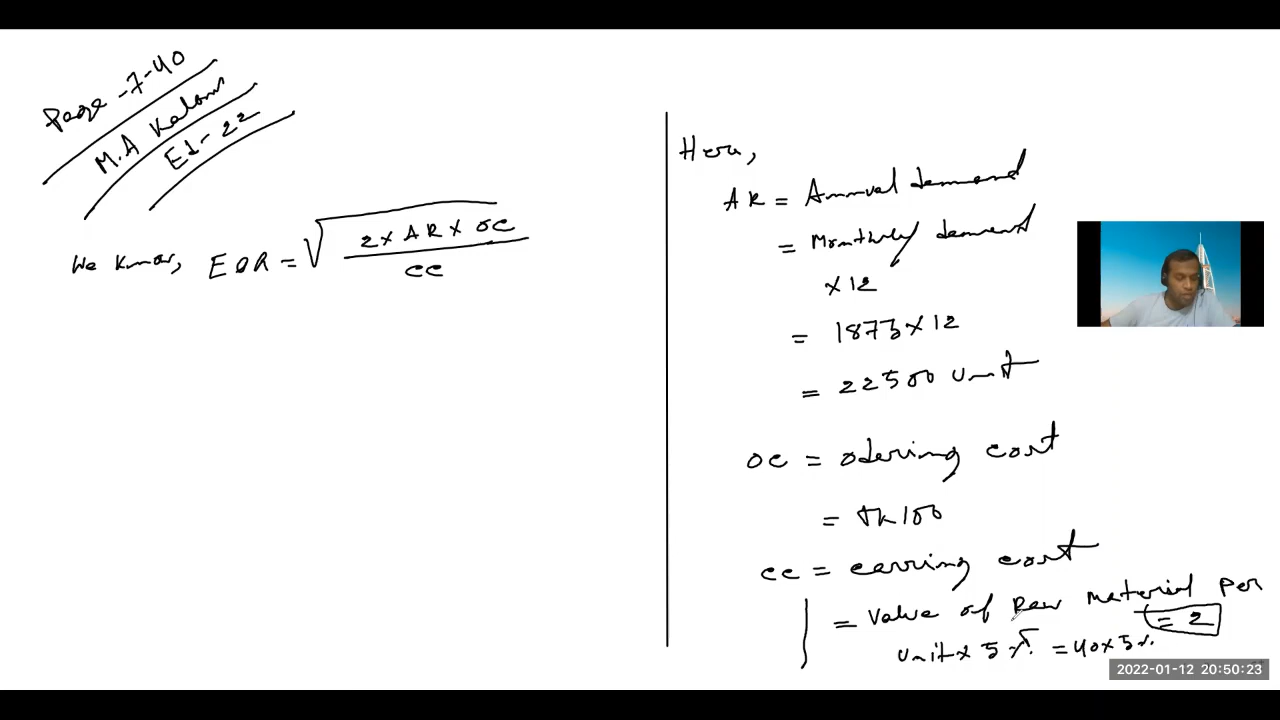 Page -7-40
M.A Kalam
Ed-22
We know, EOQ = √ 2 x AR x OC
CC
Here,
AR = Annual demand
= Monthly demand
x 12
= 1875 x 12
= 22500 unit
OC = odering cost
= Tk 100
CC = carring cost
= Value of Raw material per
unit x 5 % = 40 x 5% = 2
2022-01-12 20:50:23